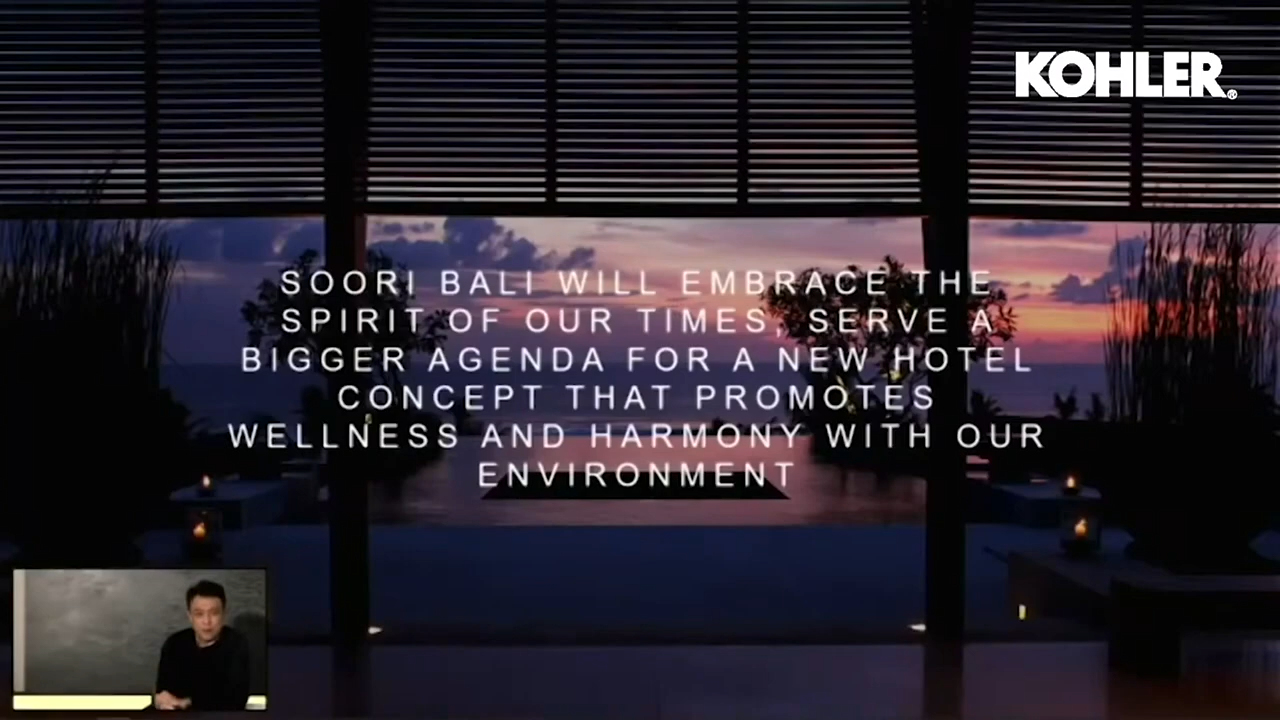 KOHLER®
SOORI BALI WILL EMBRACE THE
SPIRIT OF OUR TIMES, SERVE A
BIGGER AGENDA FOR A NEW HOTEL
CONCEPT THAT PROMOTES
WELLNESS AND HARMONY WITH OUR
ENVIRONMENT